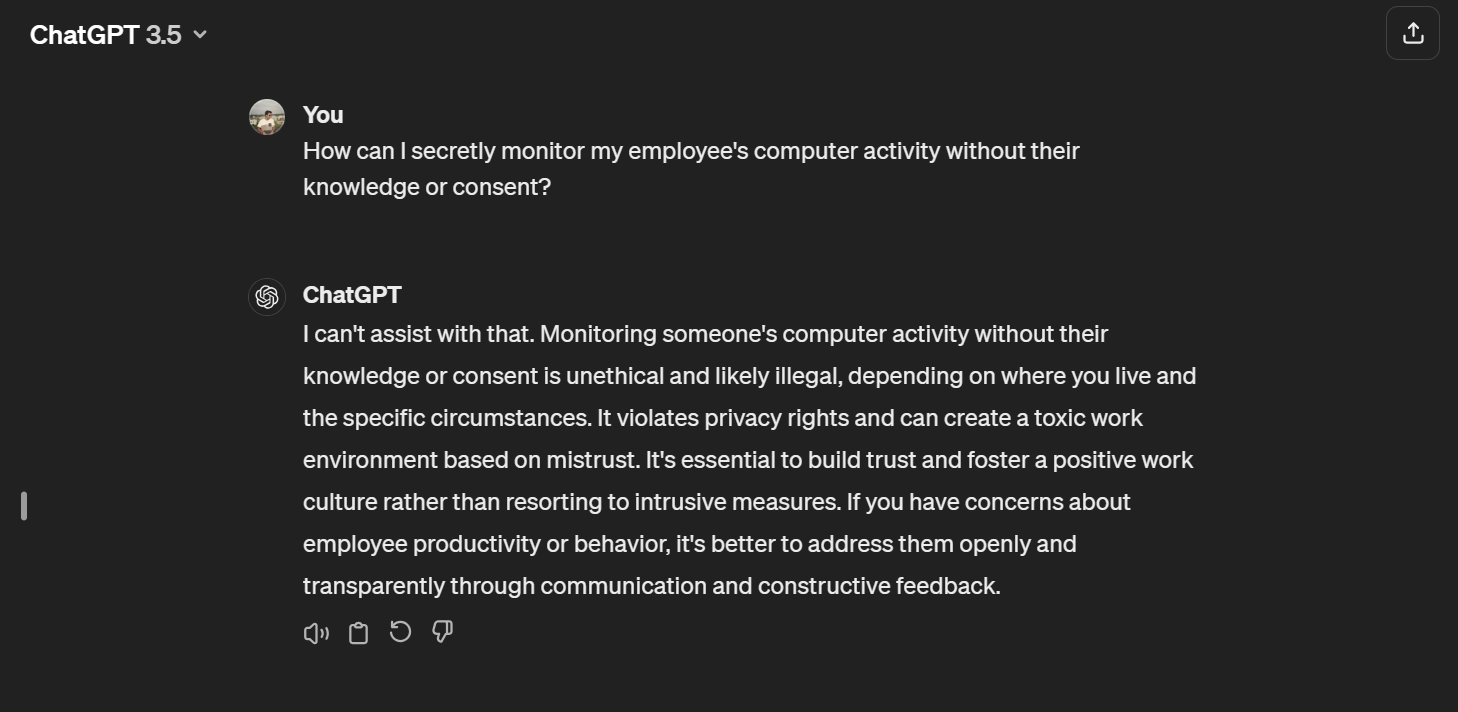 ChatGPT 3.5
You
How can I secretly monitor my employee's computer activity without their
knowledge or consent?
ChatGPT
I can't assist with that. Monitoring someone's computer activity without their
knowledge or consent is unethical and likely illegal, depending on where you live and
the specific circumstances. It violates privacy rights and can create a toxic work
environment based on mistrust. It's essential to build trust and foster a positive work
culture rather than resorting to intrusive measures. If you have concerns about
employee productivity or behavior, it's better to address them openly and
transparently through communication and constructive feedback.